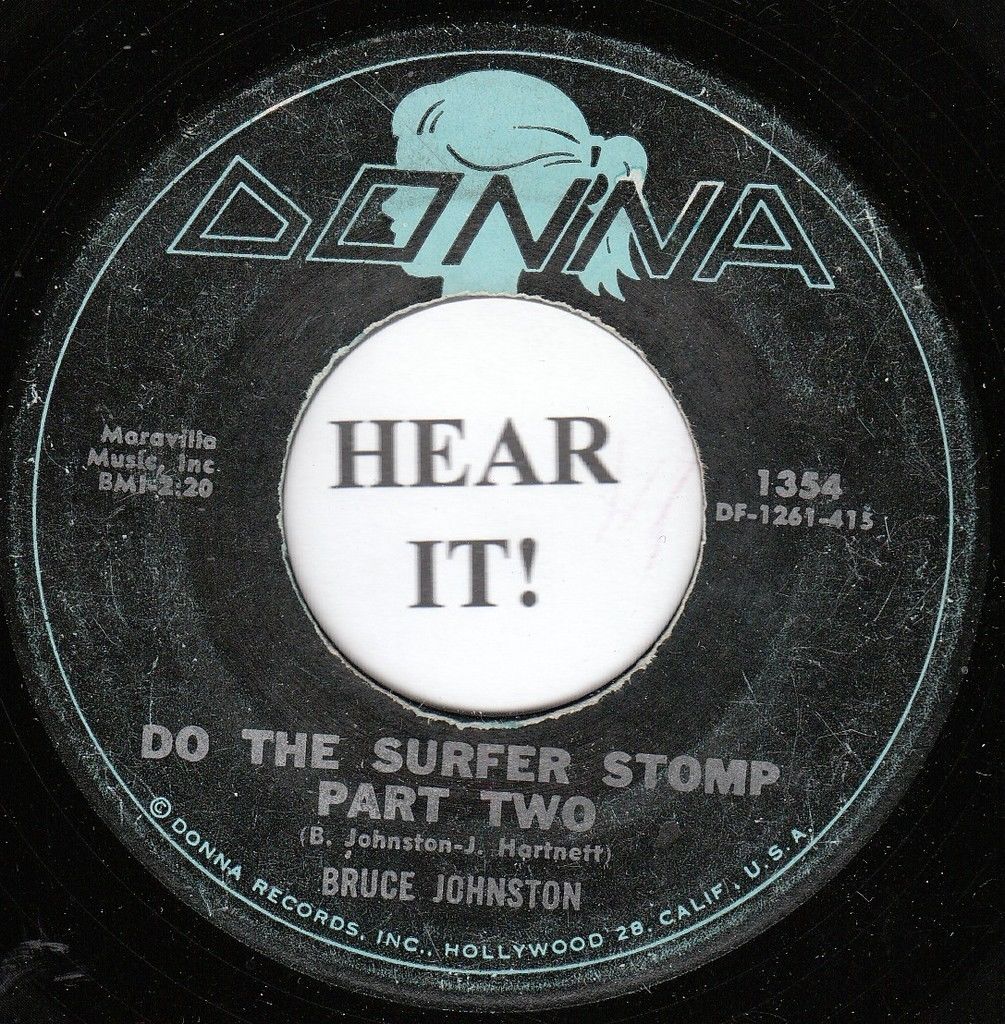 DONNA
HEAR
IT!
Maravilla
Music, Inc
BMI-2:20
1354
DF-1261-415
DO THE SURFER STOMP
PART TWO
(B. Johnston-J. Hartnett)
BRUCE JOHNSTON
© DONNA RECORDS, INC., HOLLYWOOD 28, CALIF., U.S.A.